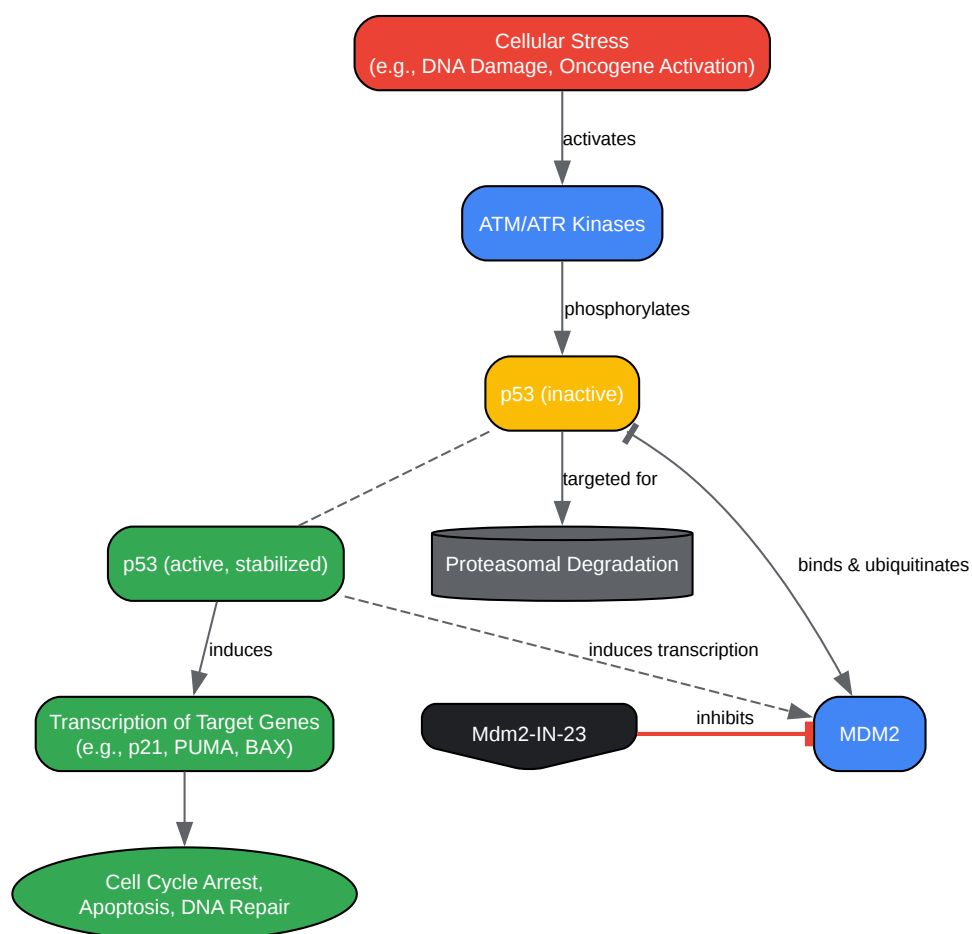 Cellular Stress
(e.g., DNA Damage, Oncogene Activation)
activates
ATM/ATR Kinases
phosphorylates
p53 (inactive)
targeted for
p53 (active, stabilized)
Proteasomal Degradation
binds & ubiquitinates
induces
induces transcription
Transcription of Target Genes
(e.g., p21, PUMA, BAX)
Mdm2-IN-23
inhibits
MDM2
Cell Cycle Arrest,
Apoptosis, DNA Repair